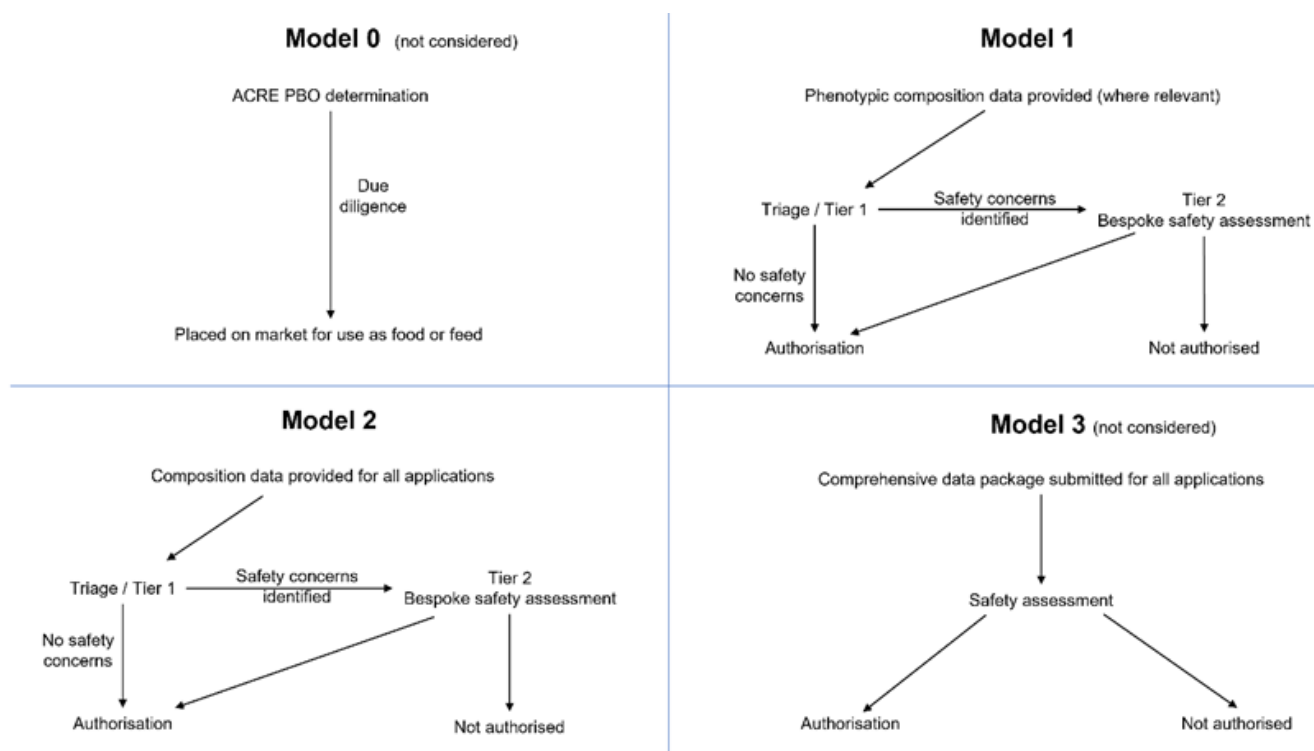 Model 0 (not considered)
ACRE PBO determination
Due
diligence
Placed on market for use as food or feed
Model 1
Phenotypic composition data provided (where relevant)
Triage / Tier 1
Safety concerns
identified
Tier 2
Bespoke safety assessment
No safety
concerns
Authorisation
Not authorised
Model 2
Composition data provided for all applications
Triage / Tier 1
Safety concerns
identified
Tier 2
Bespoke safety assessment
No safety
concerns
Authorisation
Not authorised
Model 3 (not considered)
Comprehensive data package submitted for all applications
Safety assessment
Authorisation
Not authorised